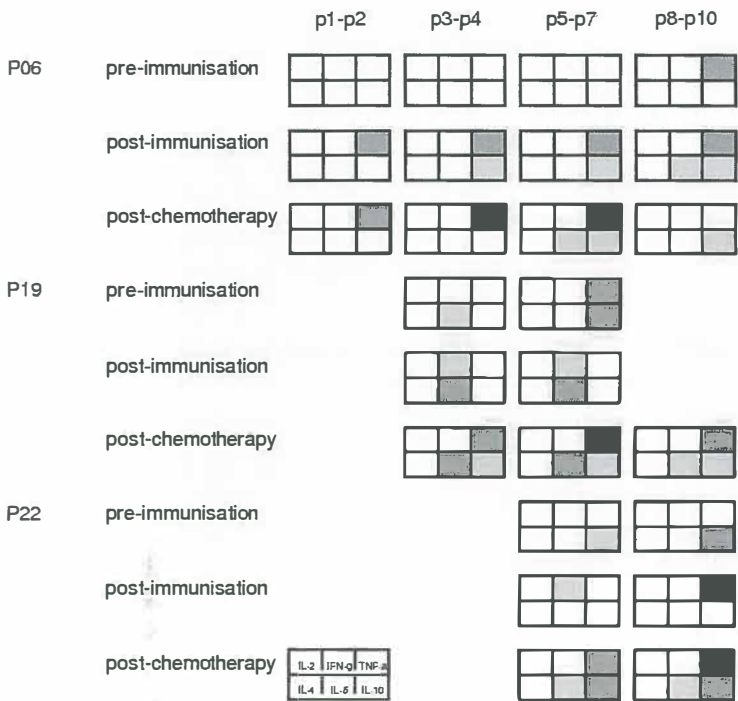 p1-p2 p3-p4 p5-p7 p8-p10
P06 pre-immunisation
post-immunisation
post-chemotherapy
P19 pre-immunisation
post-immunisation
post-chemotherapy
P22 pre-immunisation
post-immunisation
post-chemotherapy
IL-2 IFN-g TNF-a
IL-4 IL-5 IL-10